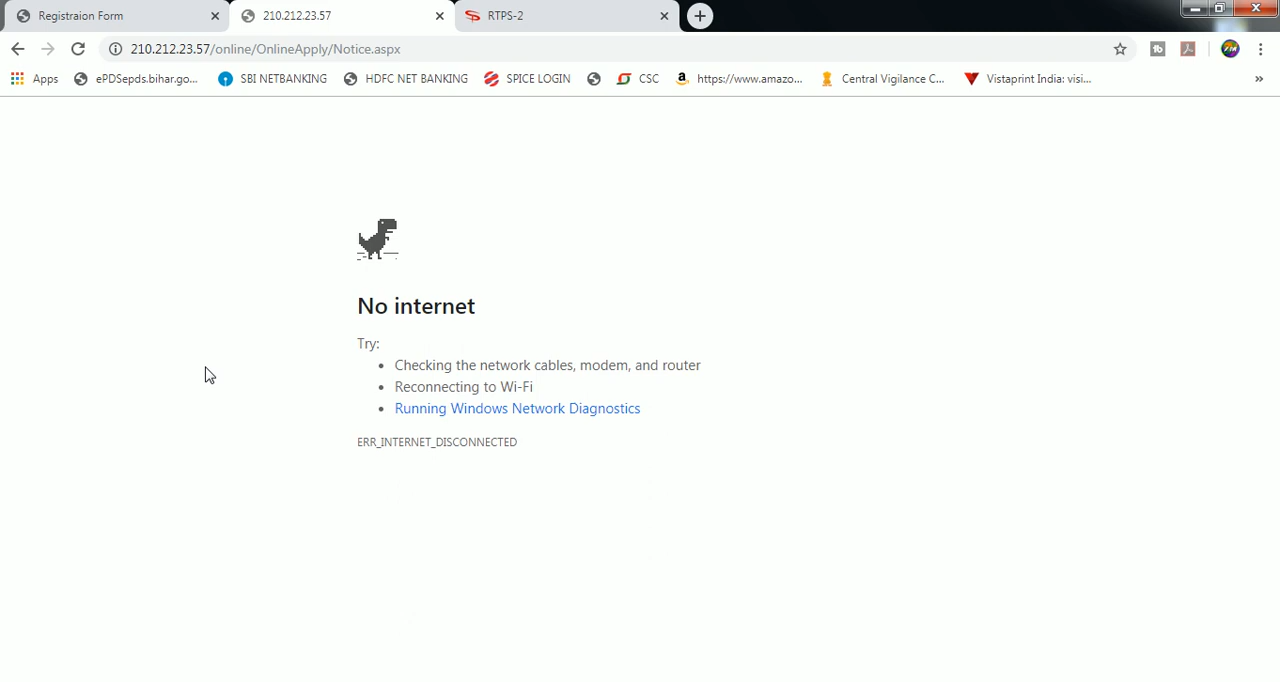 Registraion Form
210.212.23.57
RTPS-2
210.212.23.57/online/OnlineApply/Notice.aspx
Apps ePDSepds.bihar.go... SBI NETBANKING HDFC NET BANKING SPICE LOGIN CSC https://www.amazo... Central Vigilance C... Vistaprint India: visi... »
No internet
Try:
• Checking the network cables, modem, and router
• Reconnecting to Wi-Fi
• Running Windows Network Diagnostics
ERR_INTERNET_DISCONNECTED